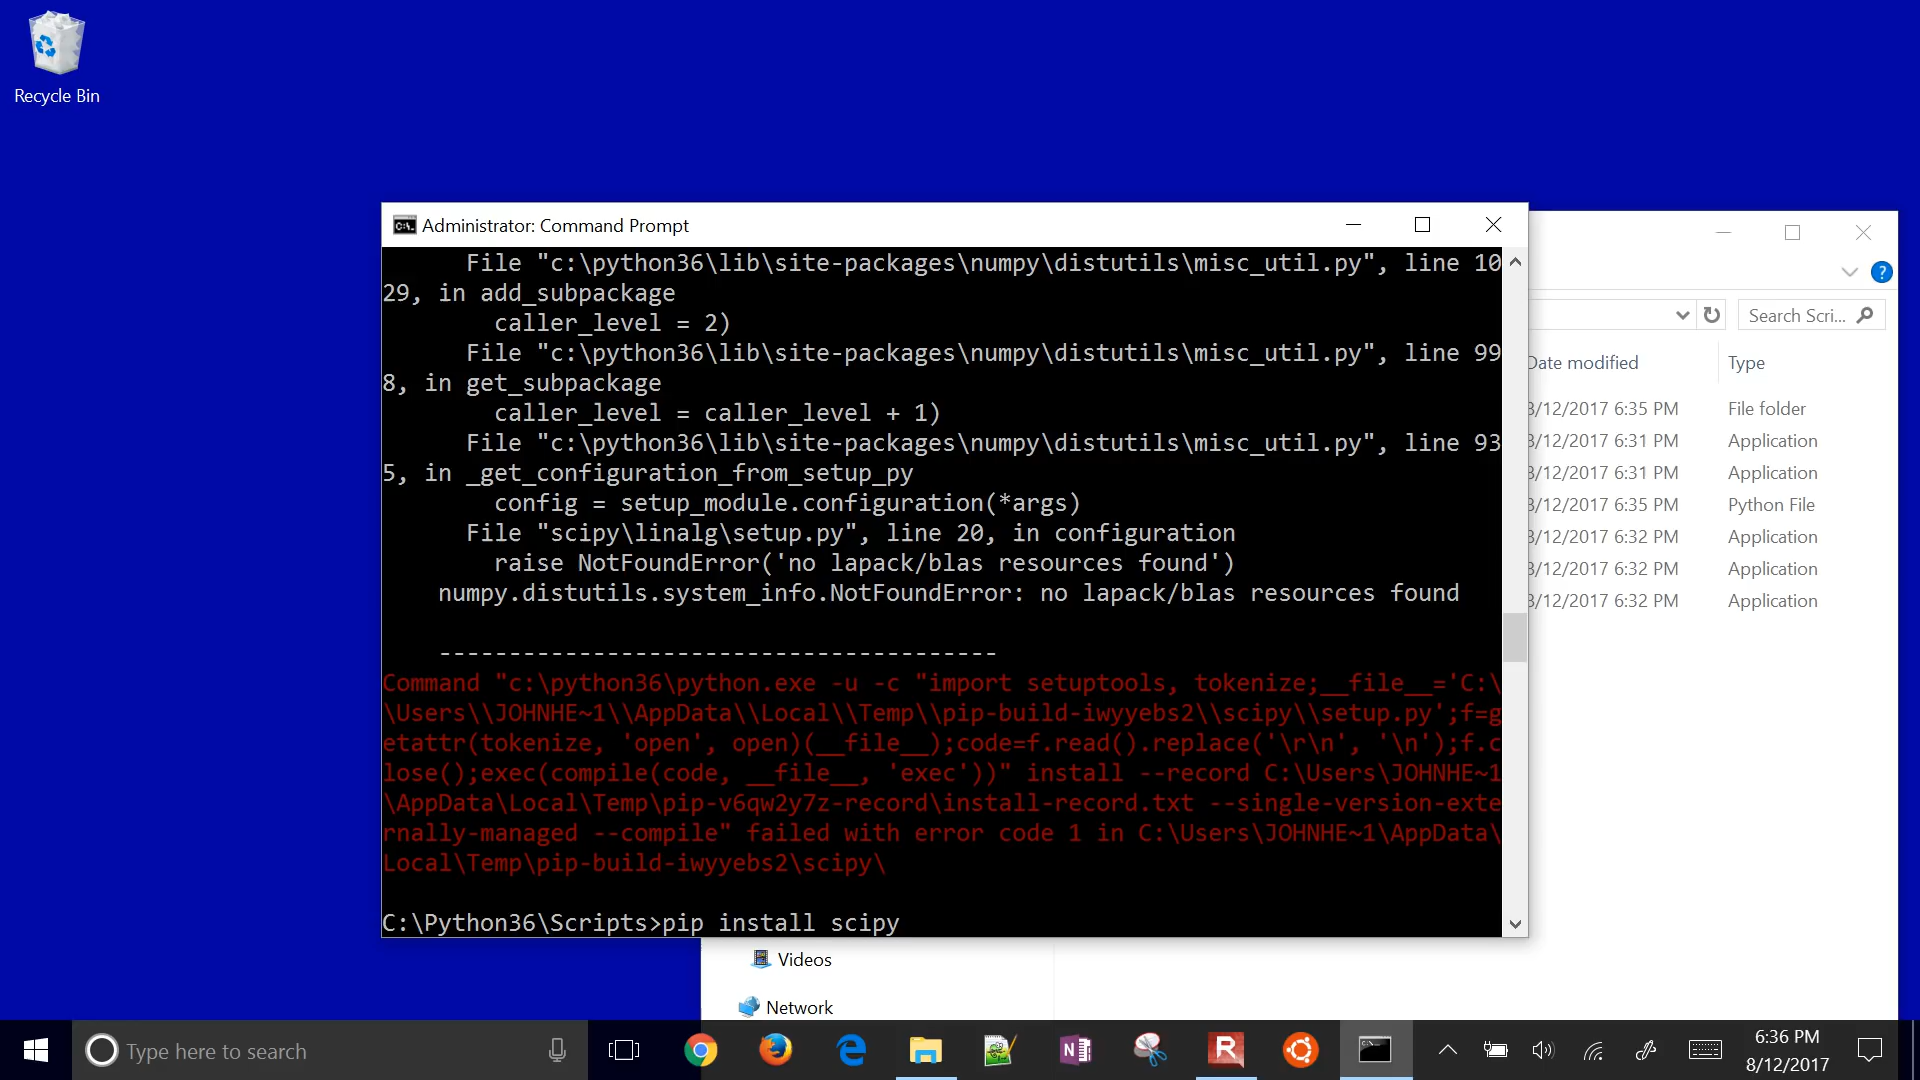 Recycle Bin
Administrator: Command Prompt
File "c:\python36\lib\site-packages\numpy\distutils\misc_util.py", line 10
29, in add_subpackage
caller_level = 2)
File "c:\python36\lib\site-packages\numpy\distutils\misc_util.py", line 99
8, in get_subpackage
caller_level = caller_level + 1)
File "c:\python36\lib\site-packages\numpy\distutils\misc_util.py", line 93
5, in _get_configuration_from_setup_py
config = setup_module.configuration(*args)
File "scipy\linalg\setup.py", line 20, in configuration
raise NotFoundError('no lapack/blas resources found')
numpy.distutils.system_info.NotFoundError: no lapack/blas resources found
----------------------------------------
Command "c:\python36\python.exe -u -c "import setuptools, tokenize;__file__='C:\
\Users\\JOHNHE~1\\AppData\\Local\\Temp\\pip-build-iwyyebs2\\scipy\\setup.py';f=g
etattr(tokenize, 'open', open)(__file__);code=f.read().replace('\r\n', '\n');f.c
lose();exec(compile(code, __file__, 'exec'))" install --record C:\Users\JOHNHE~1
\AppData\Local\Temp\pip-v6qw2y7z-record\install-record.txt --single-version-exte
rnally-managed --compile" failed with error code 1 in C:\Users\JOHNHE~1\AppData\
Local\Temp\pip-build-iwyyebs2\scipy\
C:\Python36\Scripts>pip install scipy
Search Scri...
Date modified Type
8/12/2017 6:35 PM File folder
8/12/2017 6:31 PM Application
8/12/2017 6:31 PM Application
8/12/2017 6:35 PM Python File
8/12/2017 6:32 PM Application
8/12/2017 6:32 PM Application
8/12/2017 6:32 PM Application
Videos
Network
Type here to search
6:36 PM
8/12/2017